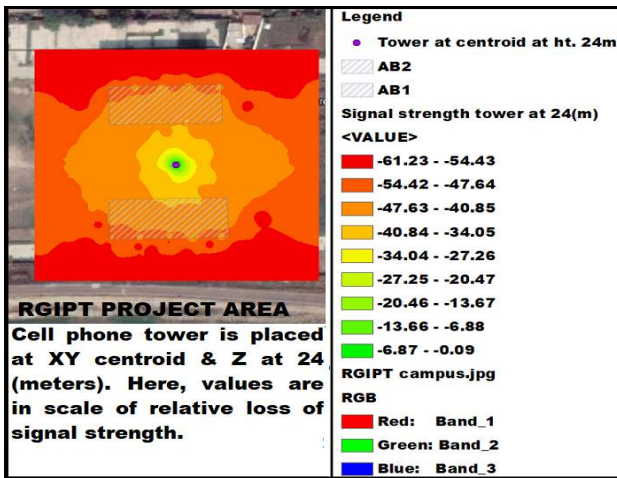 RGIPT PROJECT AREA
Cell phone tower is placed
at XY centroid & Z at 24
(meters). Here, values are
in scale of relative loss of
signal strength.
Legend
Tower at centroid at ht. 24m
AB2
AB1
Signal strength tower at 24(m)
<VALUE>
-61.23 - -54.43
-54.42 - -47.64
-47.63 - -40.85
-40.84 - -34.05
-34.04 - -27.26
-27.25 - -20.47
-20.46 - -13.67
-13.66 - -6.88
-6.87 - -0.09
RGIPT campus.jpg
RGB
Red: Band_1
Green: Band_2
Blue: Band_3